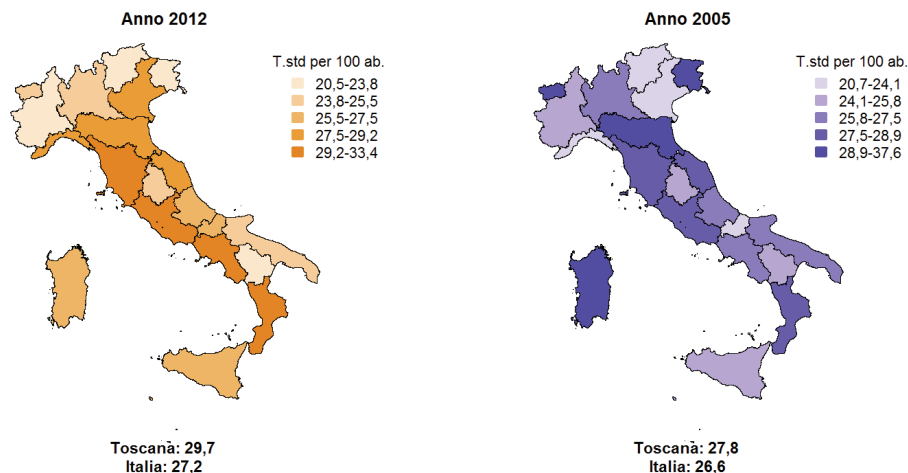 Anno 2012
T.std per 100 ab.
20,5-23,8
23,8-25,5
25,5-27,5
27,5-29,2
29,2-33,4
Toscana: 29,7
Italia: 27,2
Anno 2005
T.std per 100 ab.
20,7-24,1
24,1-25,8
25,8-27,5
27,5-28,9
28,9-37,6
Toscana: 27,8
Italia: 26,6